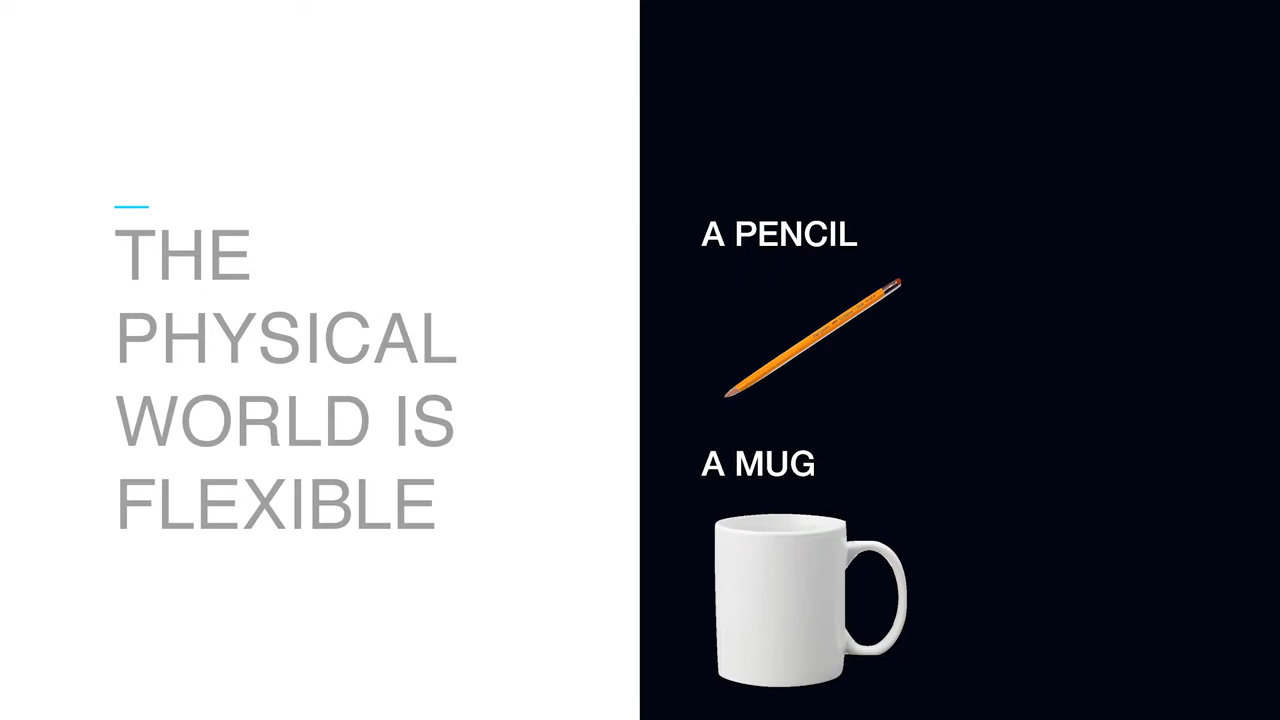 THE
PHYSICAL
WORLD IS
FLEXIBLE
A PENCIL
A MUG